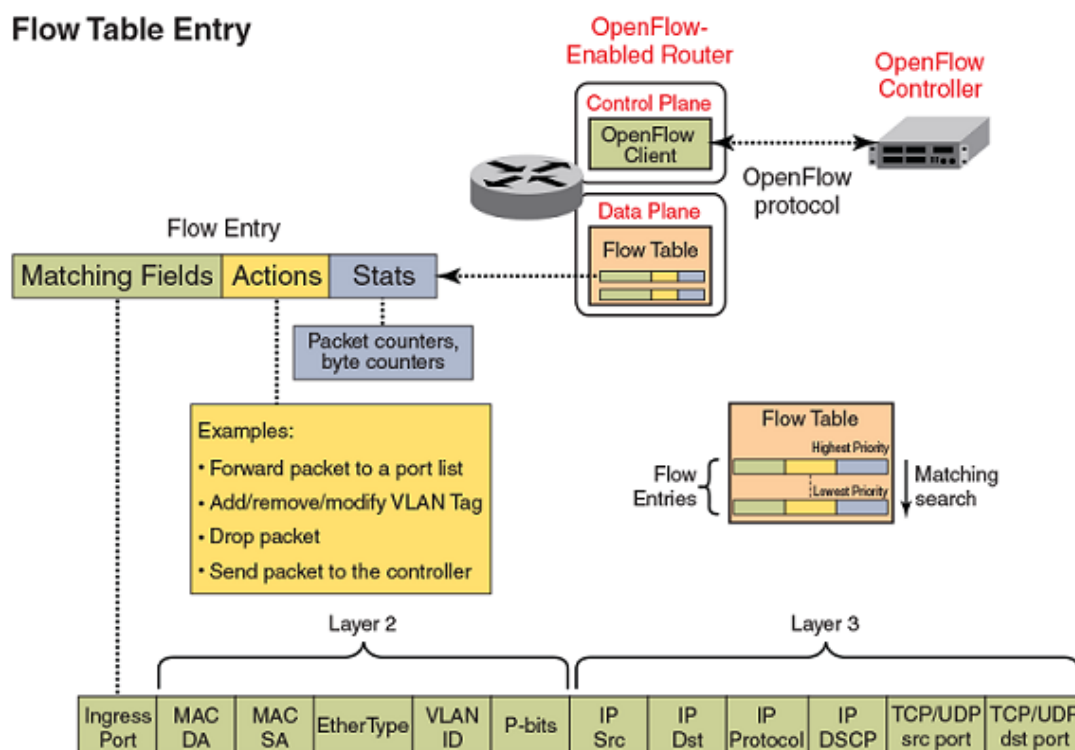 Flow Table Entry
OpenFlow-
Enabled Router
OpenFlow
Controller
Control Plane
OpenFlow
Client
OpenFlow
protocol
Data Plane
Flow Table
Flow Entry
Matching Fields
Actions
Stats
Packet counters,
byte counters
Examples:
• Forward packet to a port list
• Add/remove/modify VLAN Tag
• Drop packet
• Send packet to the controller
Flow Table
Highest Priority
Lowest Priority
Flow
Entries
Matching
search
Layer 2
Layer 3
Ingress
Port
MAC
DA
MAC
SA
EtherType
VLAN
ID
P-bits
IP
Src
IP
Dst
IP
Protocol
IP
DSCP
TCP/UDP
src port
TCP/UDP
dst port